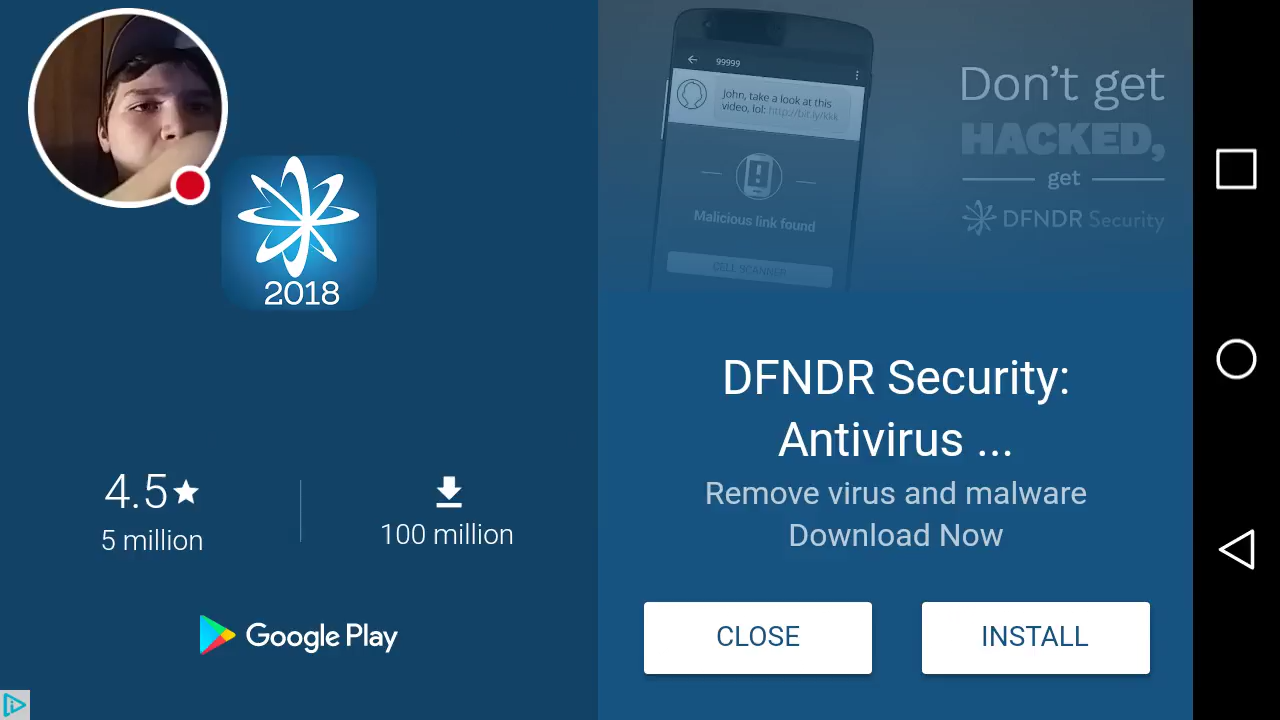 2018
4.5
5 million
100 million
Google Play
99999
John, take a look at this
video, lol: http://bit.ly/kkk
Malicious link found
CELL SCANNER
Don't get
HACKED,
get
DFNDR Security
DFNDR Security:
Antivirus ...
Remove virus and malware
Download Now
CLOSE
INSTALL